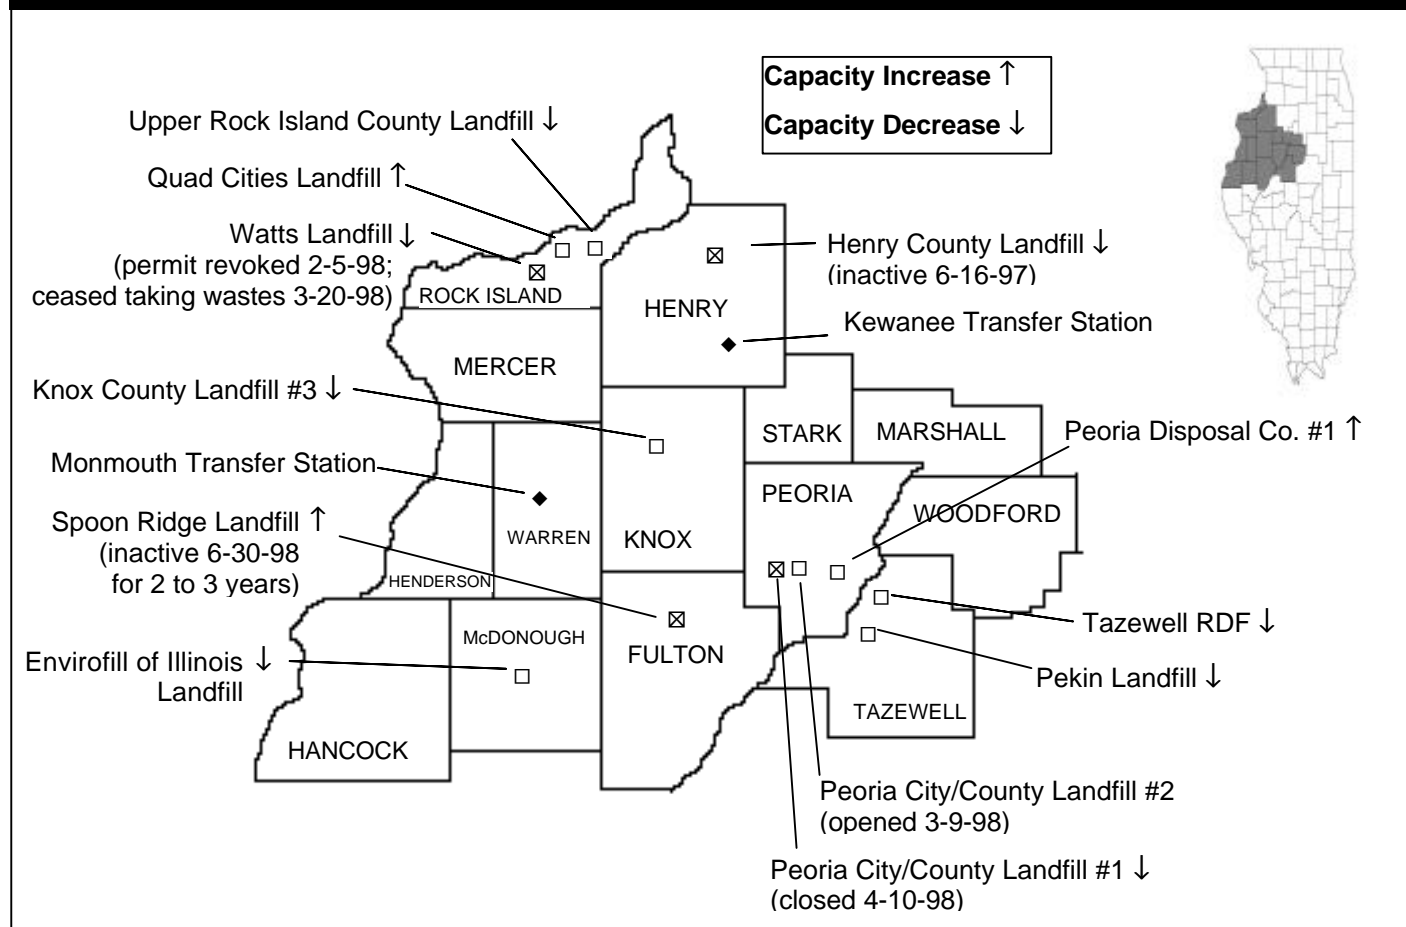 Capacity Increase ↑
Capacity Decrease ↓
Upper Rock Island County Landfill ↓
Quad Cities Landfill ↑
Watts Landfill ↓
(permit revoked 2-5-98;
ceased taking wastes 3-20-98)
ROCK ISLAND
Henry County Landfill ↓
(inactive 6-16-97)
HENRY
Kewanee Transfer Station
MERCER
Knox County Landfill #3 ↓
STARK
MARSHALL
Peoria Disposal Co. #1 ↑
Monmouth Transfer Station
PEORIA
WOODFORD
Spoon Ridge Landfill ↑
(inactive 6-30-98
for 2 to 3 years)
WARREN
KNOX
HENDERSON
Tazewell RDF ↓
McDONOUGH
FULTON
Envirofill of Illinois ↓
Landfill
Pekin Landfill ↓
TAZEWELL
HANCOCK
Peoria City/County Landfill #2
(opened 3-9-98)
Peoria City/County Landfill #1 ↓
(closed 4-10-98)